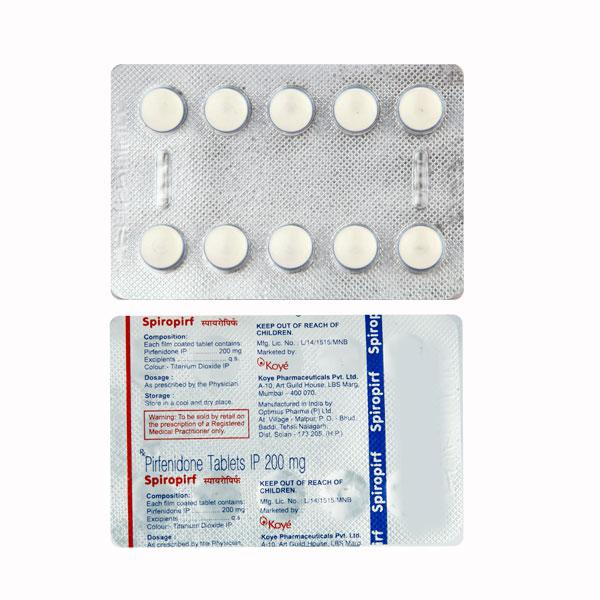 Spiropirf स्पायरोपिर्फ
Composition:
Each film coated tablet contains:
Pirfenidone IP .......... 200 mg
Excipients .......... q.s.
Colour:- Titanium Dioxide IP
Dosage :
As prescribed by the Physician.
Storage :
Store in a cool and dry place.
Warning: To be sold by retail on
the prescription of a Registered
Medical Practitioner only.
KEEP OUT OF REACH OF
CHILDREN.
Mfg. Lic. No. : L/14/1515/MNB
Marketed by :
Koyé
Koye Pharmaceuticals Pvt. Ltd.
A-10, Art Guild House, LBS Marg,
Mumbai - 400 070.
Manufactured in India by:
Optimus Pharma (P) Ltd.
At. Village - Malpur, P. O. - Bhud
Baddi, Tehsil Nalagarh,
Dist. Solan - 173 205. (H.P.)
Rx
Pirfenidone Tablets IP 200 mg
Spiropirf स्पायरोपिर्फ
Composition:
Each film coated tablet contains:
Pirfenidone IP .......... 200 mg
Excipients .......... q.s.
Colour:- Titanium Dioxide IP
Dosage :
As prescribed by the Physician.
KEEP OUT OF REACH OF
CHILDREN.
Mfg. Lic. No. : L/14/1515/MNB
Marketed by :
Koyé
Koye Pharmaceuticals Pvt. Ltd.
A-10, Art Guild House, LBS Marg,
Spiropirf
Spiropirf
Spiropirf
irf